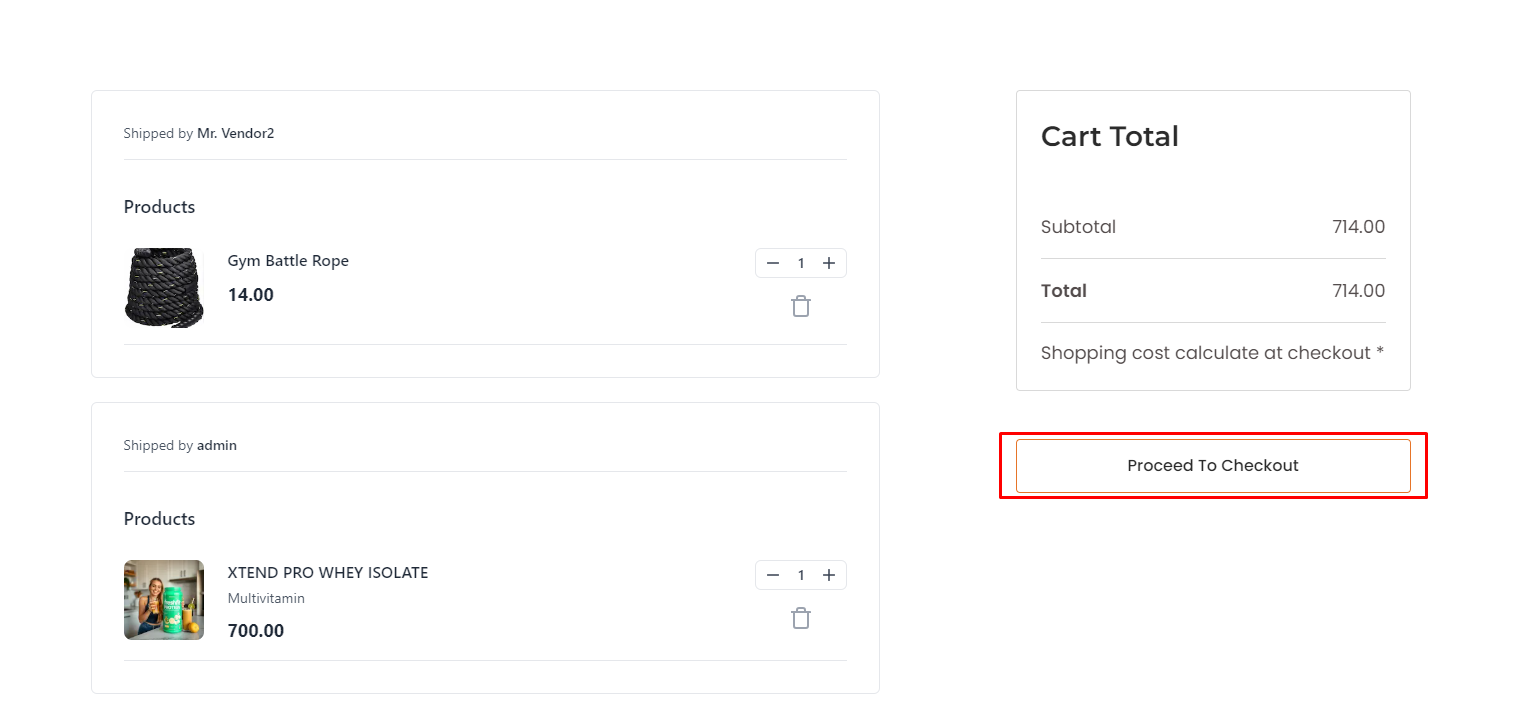 Shipped by Mr. Vendor2
Products
Gym Battle Rope
14.00
1
Shipped by admin
Products
XTEND PRO WHEY ISOLATE
Multivitamin
700.00
1
Cart Total
Subtotal 714.00
Total 714.00
Shopping cost calculate at checkout *
Proceed To Checkout